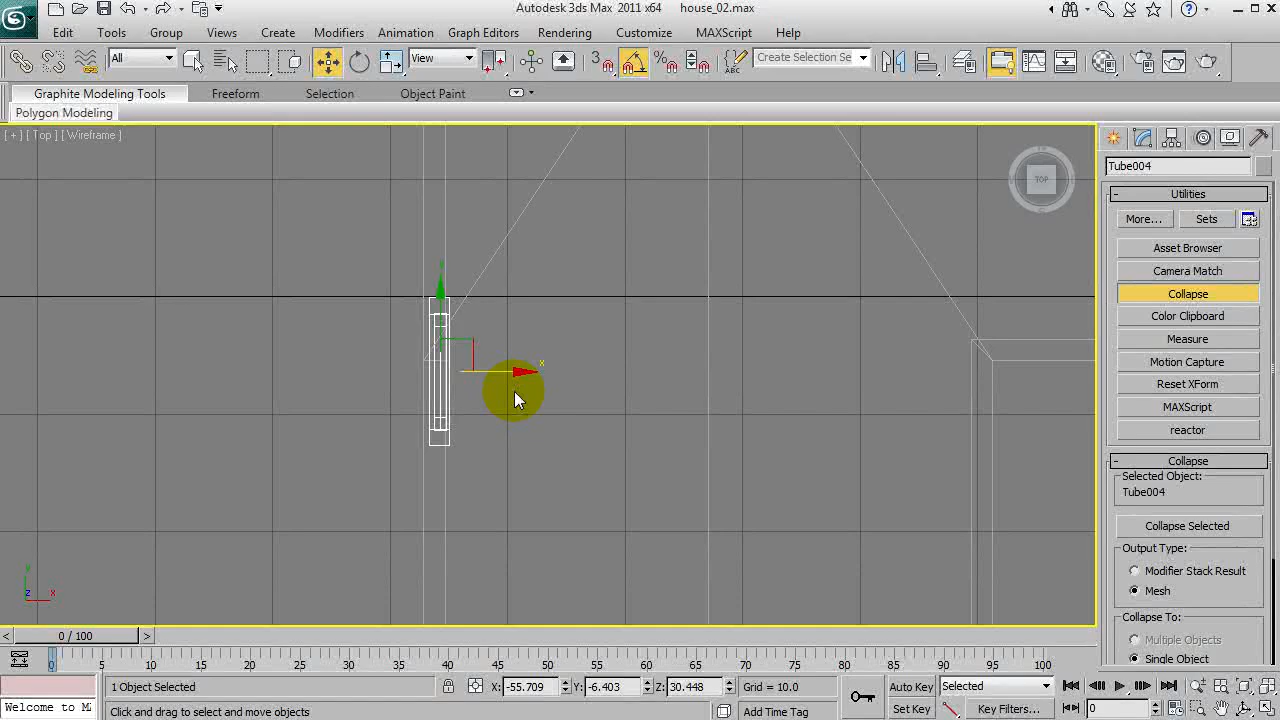 Autodesk 3ds Max 2011 x64 house_02.max
Edit Tools Group Views Create Modifiers Animation Graph Editors Rendering Customize MAXScript Help
All View 3 ABC Create Selection Se
Graphite Modeling Tools Freeform Selection Object Paint
Polygon Modeling
[ + ] [ Top ] [ Wireframe ]
TOP
x
z x
Tube004
- Utilities
More... Sets
Asset Browser
Camera Match
Collapse
Color Clipboard
Measure
Motion Capture
Reset XForm
MAXScript
reactor
- Collapse
Selected Object:
Tube004
Collapse Selected
Output Type:
Modifier Stack Result
Mesh
Collapse To:
Multiple Objects
Single Object
< 0 / 100 >
0 5 10 15 20 25 30 35 40 45 50 55 60 65 70 75 80 85 90 95 100
1 Object Selected X: -55.709 Y: -6.403 Z: 30.448 Grid = 10.0 Auto Key Selected
Welcome to M Click and drag to select and move objects Add Time Tag Set Key Key Filters... 0